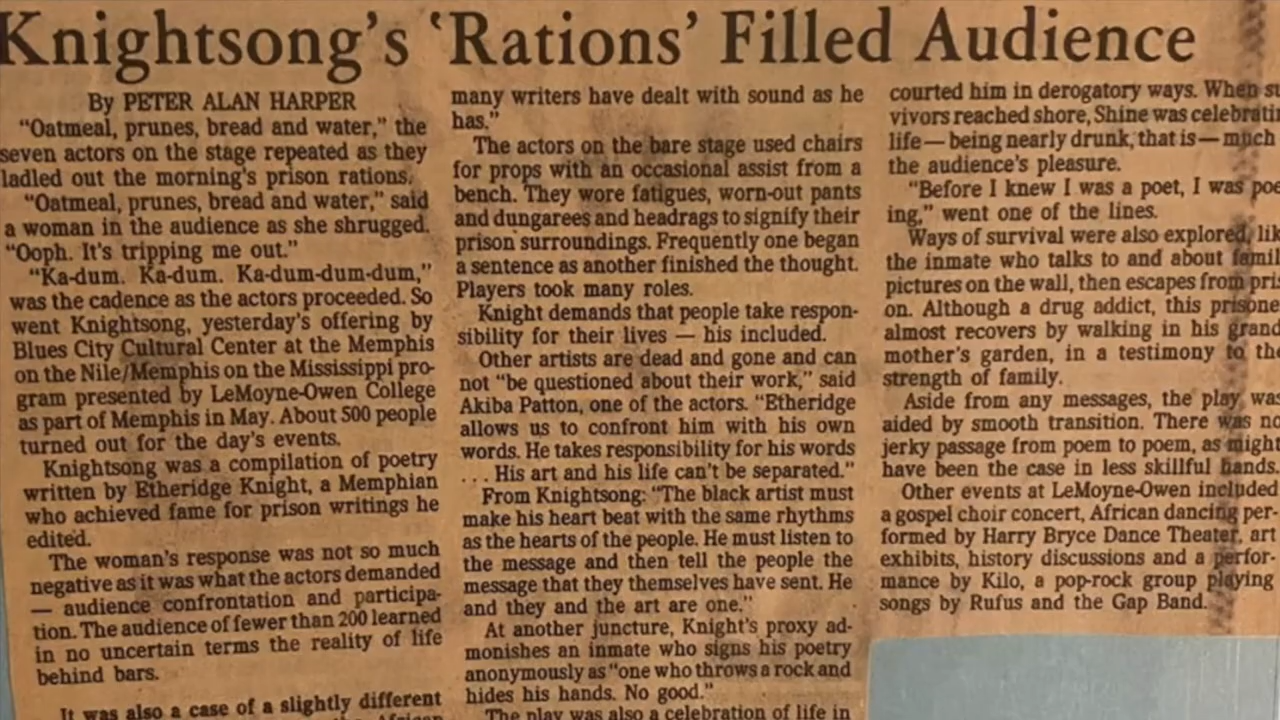 Knightsong's 'Rations' Filled Audience
By PETER ALAN HARPER
"Oatmeal, prunes, bread and water," the
seven actors on the stage repeated as they
ladled out the morning's prison rations.
"Oatmeal, prunes, bread and water," said
a woman in the audience as she shrugged.
"Ooph. It's tripping me out."
"Ka-dum. Ka-dum. Ka-dum-dum-dum,"
was the cadence as the actors proceeded. So
went Knightsong, yesterday's offering by
Blues City Cultural Center at the Memphis
on the Nile/Memphis on the Mississippi pro-
gram presented by LeMoyne-Owen College
as part of Memphis in May. About 500 people
turned out for the day's events.
Knightsong was a compilation of poetry
written by Etheridge Knight, a Memphian
who achieved fame for prison writings he
edited.
The woman's response was not so much
negative as it was what the actors demanded
— audience confrontation and participa-
tion. The audience of fewer than 200 learned
in no uncertain terms the reality of life
behind bars.
It was also a case of a slightly different
African
many writers have dealt with sound as he
has."
The actors on the bare stage used chairs
for props with an occasional assist from a
bench. They wore fatigues, worn-out pants
and dungarees and headrags to signify their
prison surroundings. Frequently one began
a sentence as another finished the thought.
Players took many roles.
Knight demands that people take respon-
sibility for their lives — his included.
Other artists are dead and gone and can
not "be questioned about their work," said
Akiba Patton, one of the actors. "Etheridge
allows us to confront him with his own
words. He takes responsibility for his words
. . . His art and his life can't be separated."
From Knightsong: "The black artist must
make his heart beat with the same rhythms
as the hearts of the people. He must listen to
the message and then tell the people the
message that they themselves have sent. He
and they and the art are one."
At another juncture, Knight's proxy ad-
monishes an inmate who signs his poetry
anonymously as "one who throws a rock and
hides his hands. No good."
The play was also a celebration of life in
courted him in derogatory ways. When su
vivors reached shore, Shine was celebratin
life — being nearly drunk, that is — much
the audience's pleasure.
"Before I knew I was a poet, I was poe
ing," went one of the lines.
Ways of survival were also explored, lik
the inmate who talks to and about famil
pictures on the wall, then escapes from pris
on. Although a drug addict, this prisone
almost recovers by walking in his grand
mother's garden, in a testimony to the
strength of family.
Aside from any messages, the play was
aided by smooth transition. There was no
jerky passage from poem to poem, as might
have been the case in less skillful hands.
Other events at LeMoyne-Owen included
a gospel choir concert, African dancing per-
formed by Harry Bryce Dance Theater, art
exhibits, history discussions and a perfor-
mance by Kilo, a pop-rock group playing
songs by Rufus and the Gap Band.